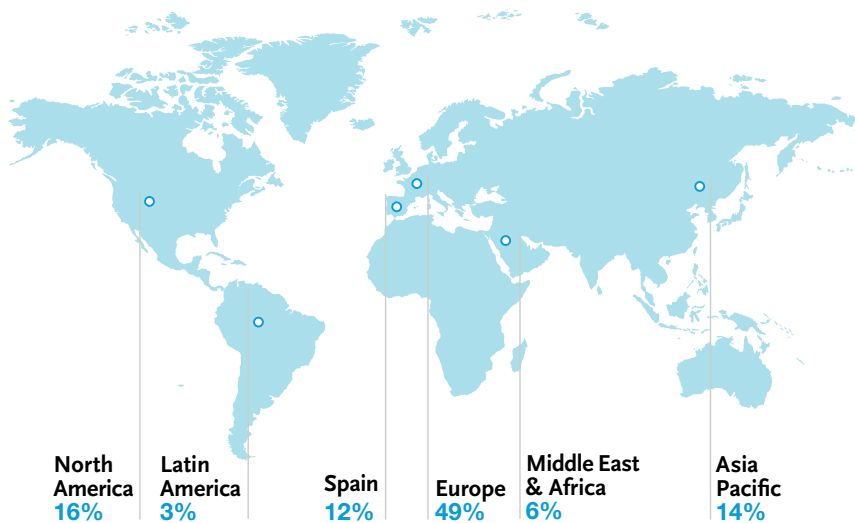 North
America
16%
Latin
America
3%
Spain
12%
Europe
49%
Middle East
& Africa
6%
Asia
Pacific
14%